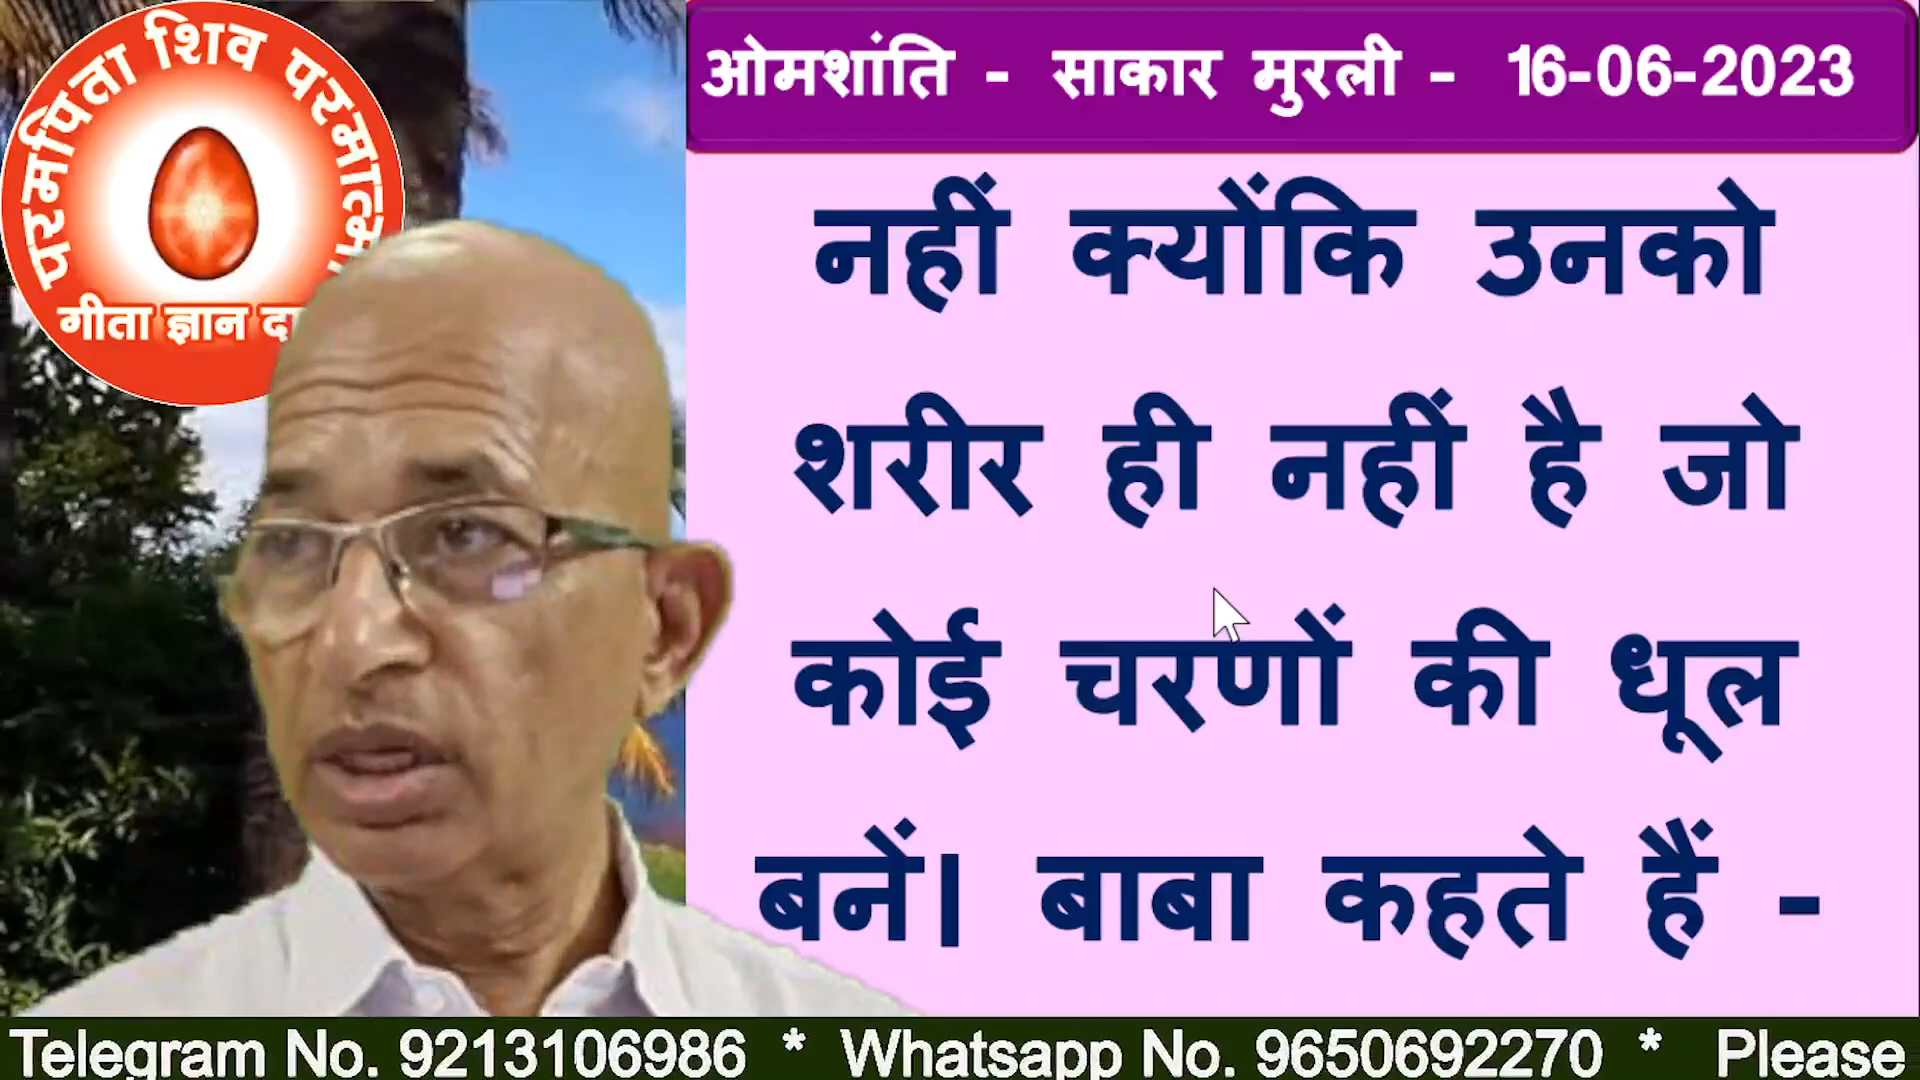 परमपिता शिव परमात्मा
गीता ज्ञान
ओमशांति - साकार मुरली - 16-06-2023
नहीं क्योंकि उनको
शरीर ही नहीं है जो
कोई चरणों की धूल
बनें। बाबा कहते हैं -
Telegram No. 9213106986 * Whatsapp No. 9650692270 * Please